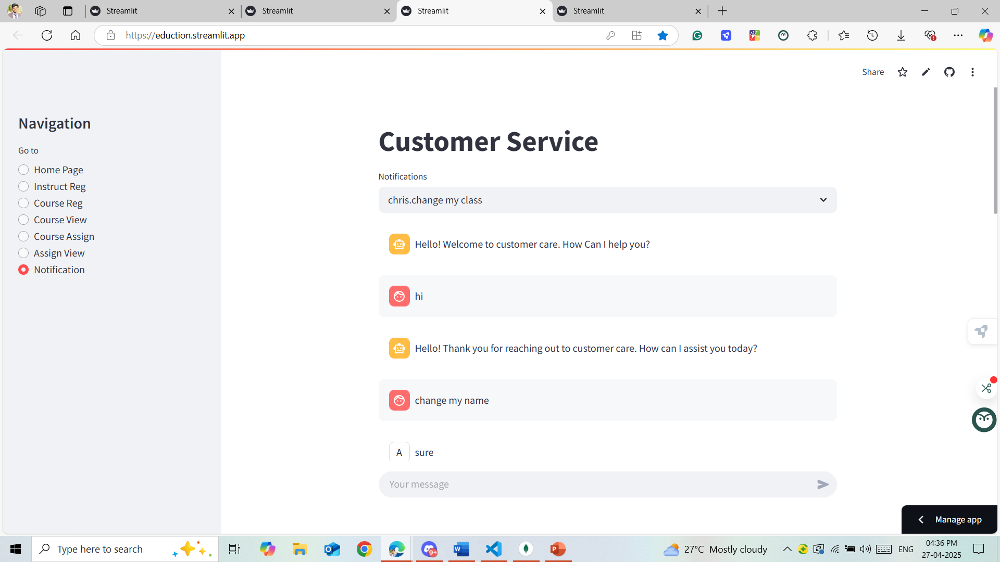 Streamlit
Streamlit
Streamlit
Streamlit
https://eduction.streamlit.app
Share
Navigation
Go to
Home Page
Instruct Reg
Course Reg
Course View
Course Assign
Assign View
Notification
Customer Service
Notifications
chris.change my class
Hello! Welcome to customer care. How Can I help you?
hi
Hello! Thank you for reaching out to customer care. How can I assist you today?
change my name
A sure
Your message
Manage app
Type here to search
9+
27°C Mostly cloudy
ENG
04:36 PM
27-04-2025